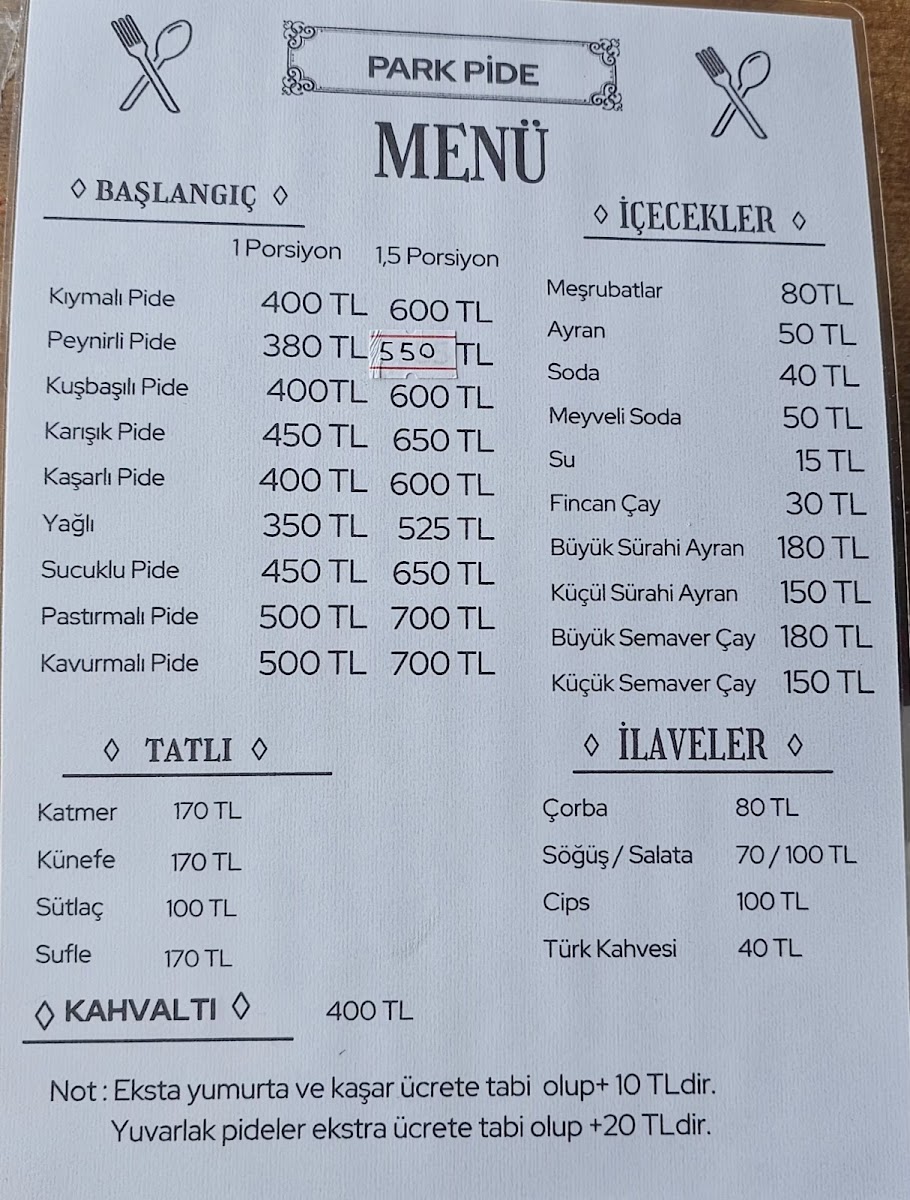 PARK PİDE
MENÜ
BAŞLANGIÇ
1 Porsiyon 1,5 Porsiyon
Kıymalı Pide 400 TL 600 TL
Peynirli Pide 380 TL 550 TL
Kuşbaşılı Pide 400TL 600 TL
Karışık Pide 450 TL 650 TL
Kaşarlı Pide 400 TL 600 TL
Yağlı 350 TL 525 TL
Sucuklu Pide 450 TL 650 TL
Pastırmalı Pide 500 TL 700 TL
Kavurmalı Pide 500 TL 700 TL
İÇECEKLER
Meşrubatlar 80TL
Ayran 50 TL
Soda 40 TL
Meyveli Soda 50 TL
Su 15 TL
Fincan Çay 30 TL
Büyük Sürahi Ayran 180 TL
Küçül Sürahi Ayran 150 TL
Büyük Semaver Çay 180 TL
Küçük Semaver Çay 150 TL
TATLI
Katmer 170 TL
Künefe 170 TL
Sütlaç 100 TL
Sufle 170 TL
İLAVELER
Çorba 80 TL
Söğüş / Salata 70 / 100 TL
Cips 100 TL
Türk Kahvesi 40 TL
KAHVALTI 400 TL
Not : Eksta yumurta ve kaşar ücrete tabi olup+ 10 TLdir.
Yuvarlak pideler ekstra ücrete tabi olup +20 TLdir.